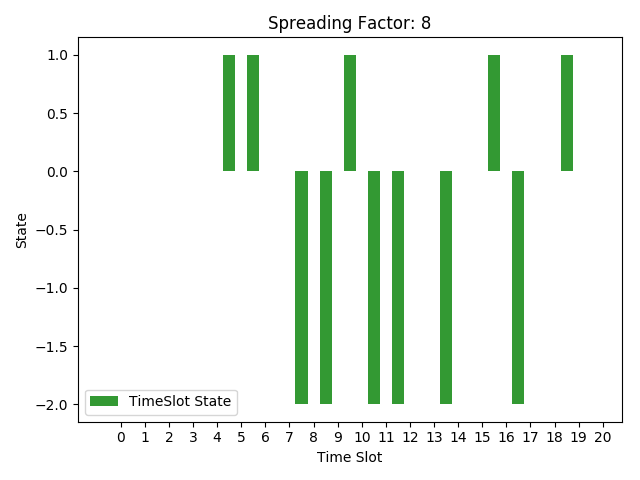 Spreading Factor: 8
State
1.0
0.5
0.0
−0.5
−1.0
−1.5
−2.0
TimeSlot State
0 1 2 3 4 5 6 7 8 9 10 11 12 13 14 15 16 17 18 19 20
Time Slot